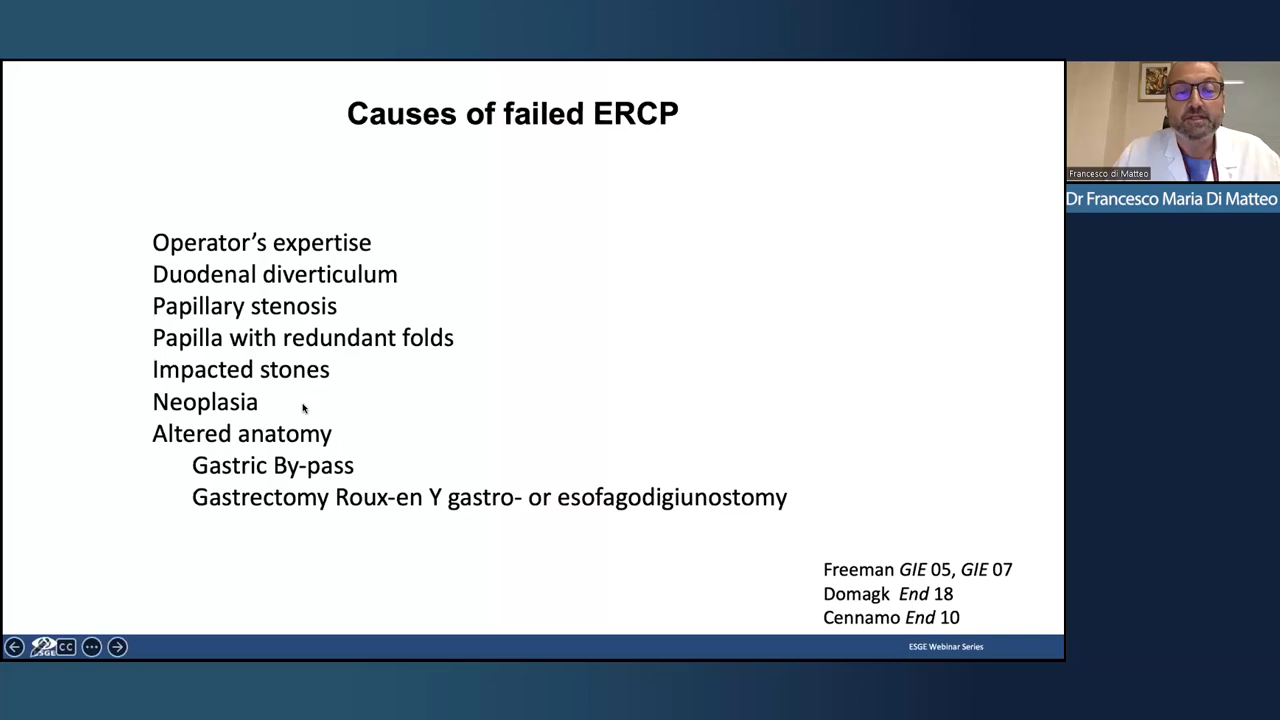 Causes of failed ERCP
Operator’s expertise
Duodenal diverticulum
Papillary stenosis
Papilla with redundant folds
Impacted stones
Neoplasia
Altered anatomy
Gastric By-pass
Gastrectomy Roux-en Y gastro- or esofagodigiunostomy
Freeman GIE 05, GIE 07
Domagk End 18
Cennamo End 10
ESGE
CC
ESGE Webinar Series
Francesco di Matteo
Dr Francesco Maria Di Matteo